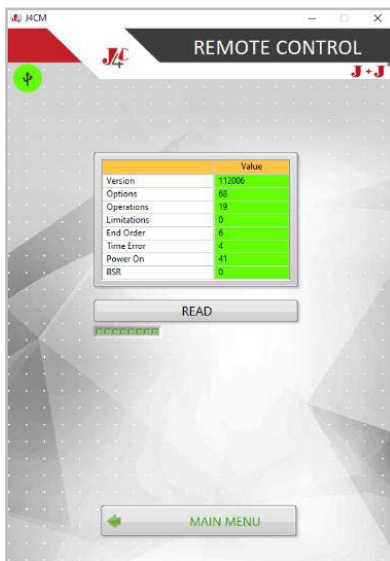 J4CM
REMOTE CONTROL
J4C
J+J
Value
Version 112006
Options 68
Operations 19
Limitations 0
End Order 6
Time Error 4
Power On 41
BSR 0
READ
MAIN MENU